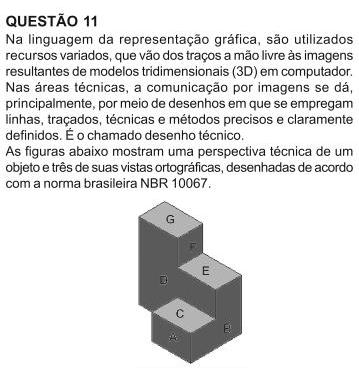 QUESTÃO 11
Na linguagem da representação gráfica, são utilizados
recursos variados, que vão dos traços a mão livre às imagens
resultantes de modelos tridimensionais (3D) em computador.
Nas áreas técnicas, a comunicação por imagens se dá,
principalmente, por meio de desenhos em que se empregam
linhas, traçados, técnicas e métodos precisos e claramente
definidos. É o chamado desenho técnico.
As figuras abaixo mostram uma perspectiva técnica de um
objeto e três de suas vistas ortográficas, desenhadas de acordo
com a norma brasileira NBR 10067.
G
F
E
D
C
B
A